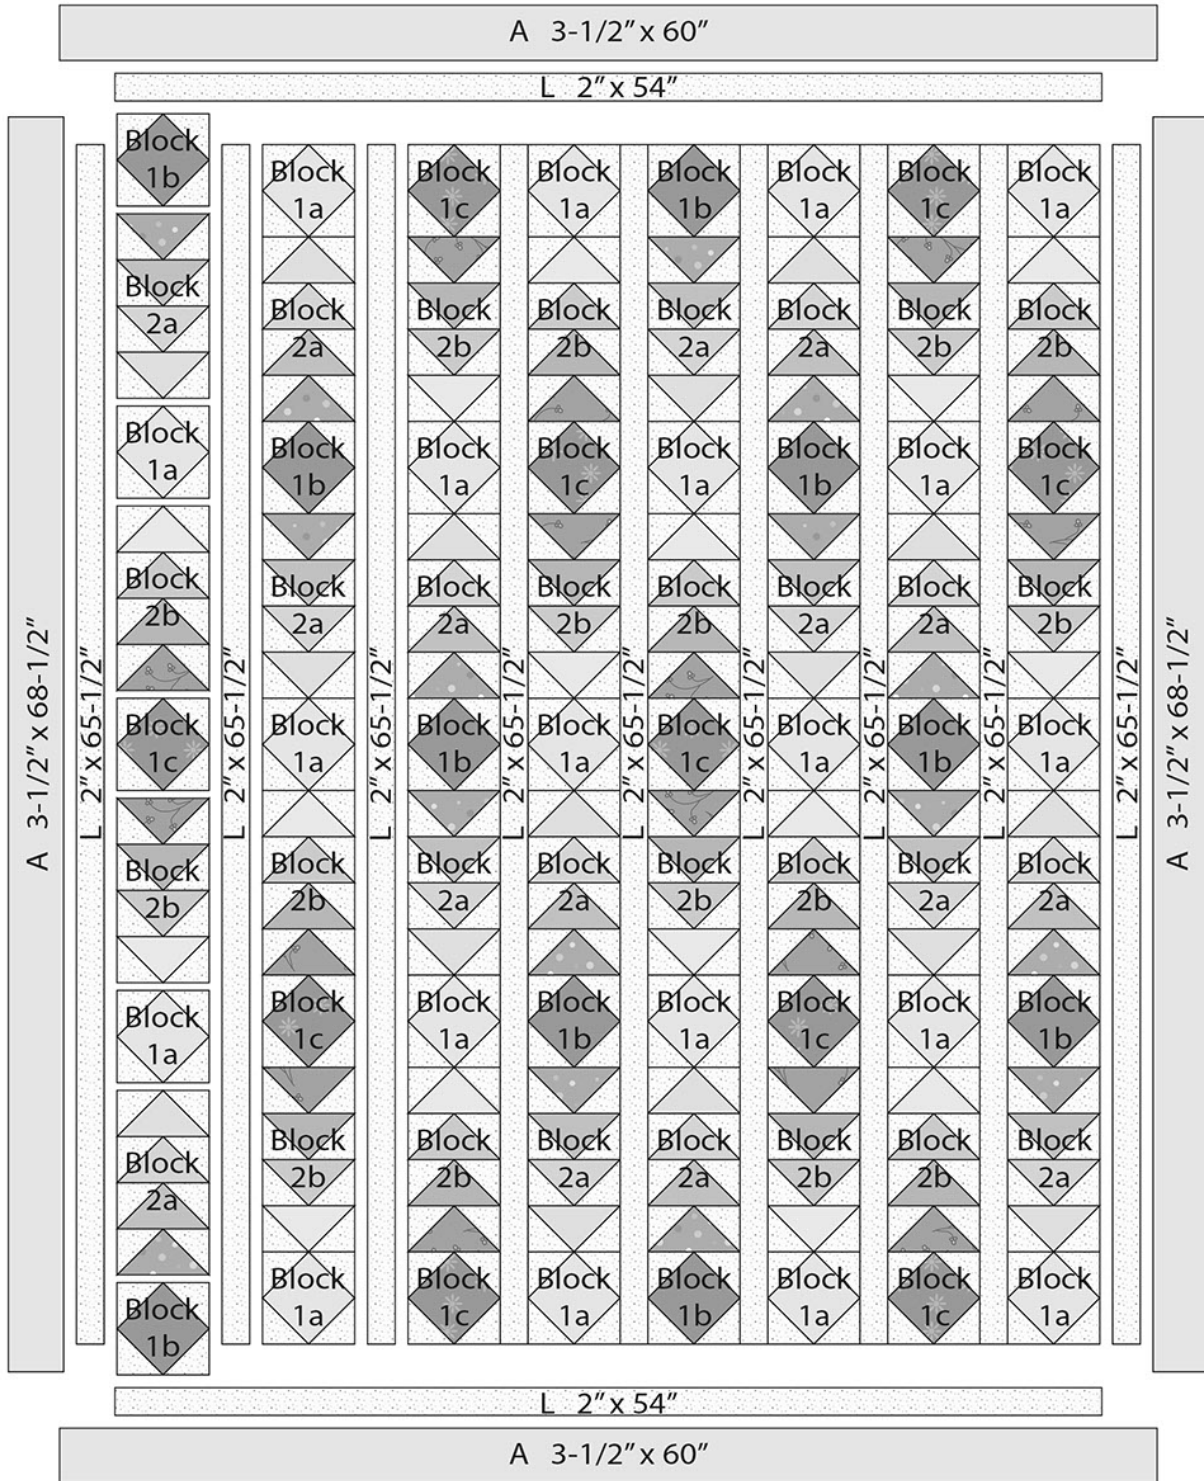 A 3-1/2” x 60”
L 2” x 54”
A 3-1/2” x 68-1/2”
L 2” x 65-1/2”
Block
1b
Block
2a
Block
1a
Block
2b
Block
1c
Block
2b
Block
1a
Block
2a
Block
1b
L 2” x 65-1/2”
Block
1a
Block
2a
Block
1b
Block
2a
Block
1a
Block
2b
Block
1c
Block
2b
Block
1a
L 2” x 65-1/2”
Block
1c
Block
2b
Block
1a
Block
2a
Block
1b
Block
2a
Block
1a
Block
2b
Block
1c
L 2” x 65-1/2”
Block
1a
Block
2b
Block
1c
Block
2b
Block
1a
Block
2a
Block
1b
Block
2a
Block
1a
L 2” x 65-1/2”
Block
1b
Block
2a
Block
1a
Block
2b
Block
1c
Block
2b
Block
1a
Block
2a
Block
1b
L 2” x 65-1/2”
Block
1a
Block
2a
Block
1b
Block
2a
Block
1a
Block
2b
Block
1c
Block
2b
Block
1a
L 2” x 65-1/2”
Block
1c
Block
2b
Block
1a
Block
2a
Block
1b
Block
2a
Block
1a
Block
2b
Block
1c
L 2” x 65-1/2”
Block
1a
Block
2b
Block
1c
Block
2b
Block
1a
Block
2a
Block
1b
Block
2a
Block
1a
L 2” x 65-1/2”
A 3-1/2” x 68-1/2”
L 2” x 54”
A 3-1/2” x 60”